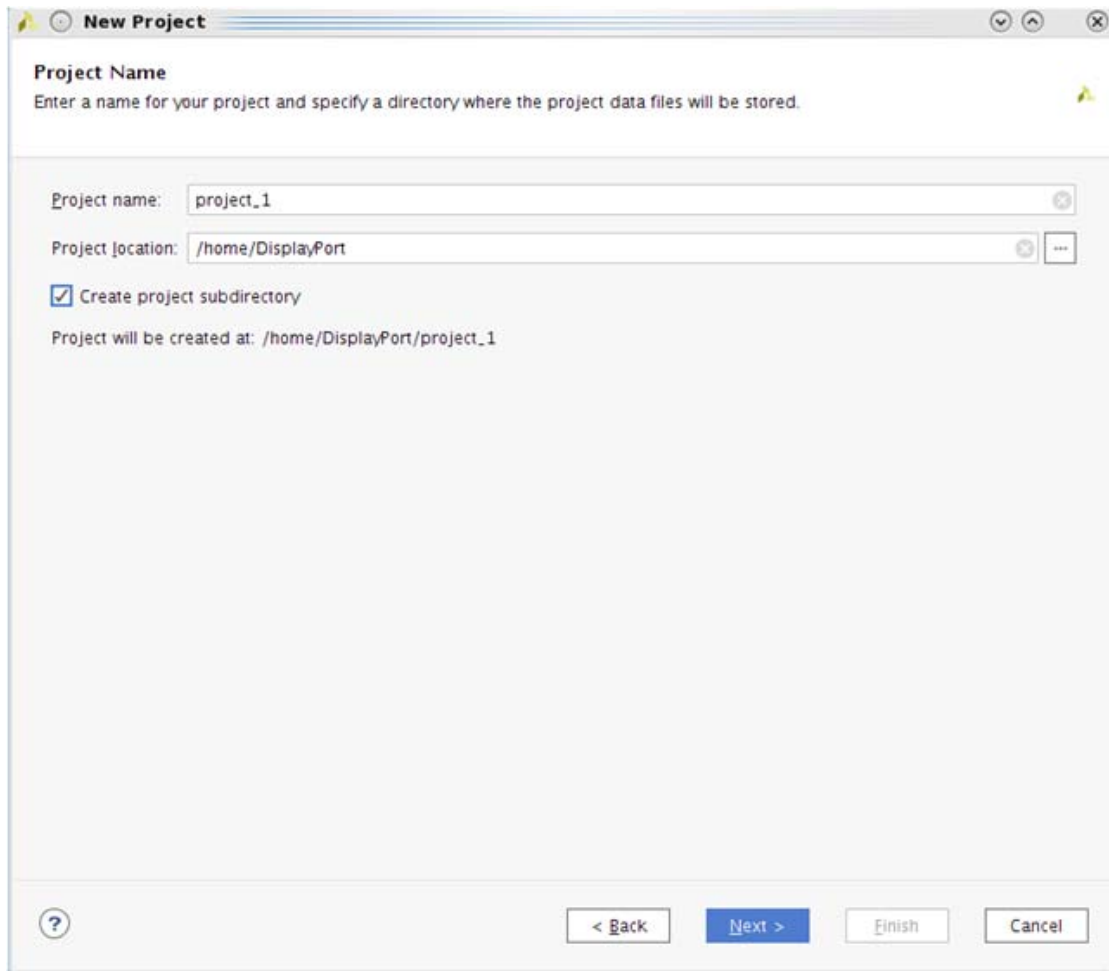 New Project
Project Name
Enter a name for your project and specify a directory where the project data files will be stored.
Project name: project_1
Project location: /home/DisplayPort ...
Create project subdirectory
Project will be created at: /home/DisplayPort/project_1
? < Back Next > Finish Cancel